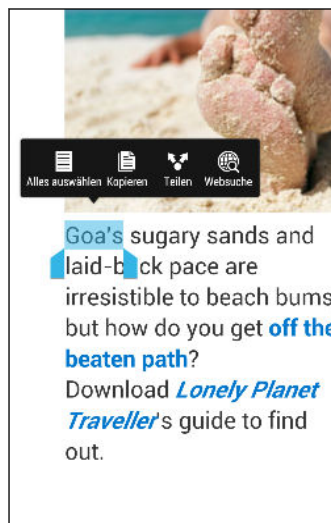 Alles auswählen Kopieren Teilen Websuche
Goa's sugary sands and
laid-back pace are
irresistible to beach bums
but how do you get off the
beaten path?
Download Lonely Planet
Traveller's guide to find
out.